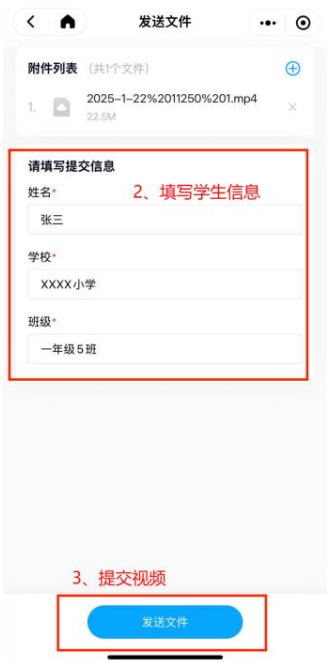 发送文件
附件列表 (共1个文件)
1. 2025-1-22%2011250%201.mp4
22.5M
请填写提交信息
姓名*
2、填写学生信息
张三
学校*
XXXX小学
班级*
一年级5班
3、提交视频
发送文件